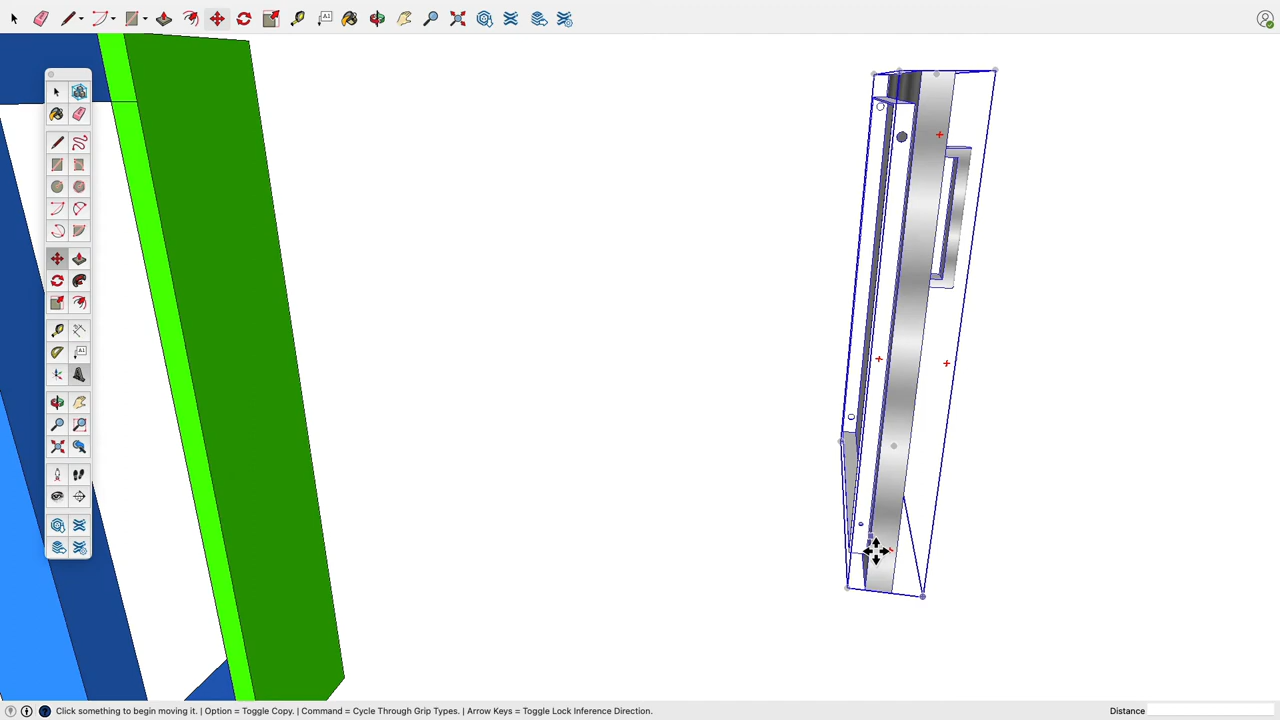 Click something to begin moving it. | Option = Toggle Copy. | Command = Cycle Through Grip Types. | Arrow Keys = Toggle Lock Inference Direction.
Distance